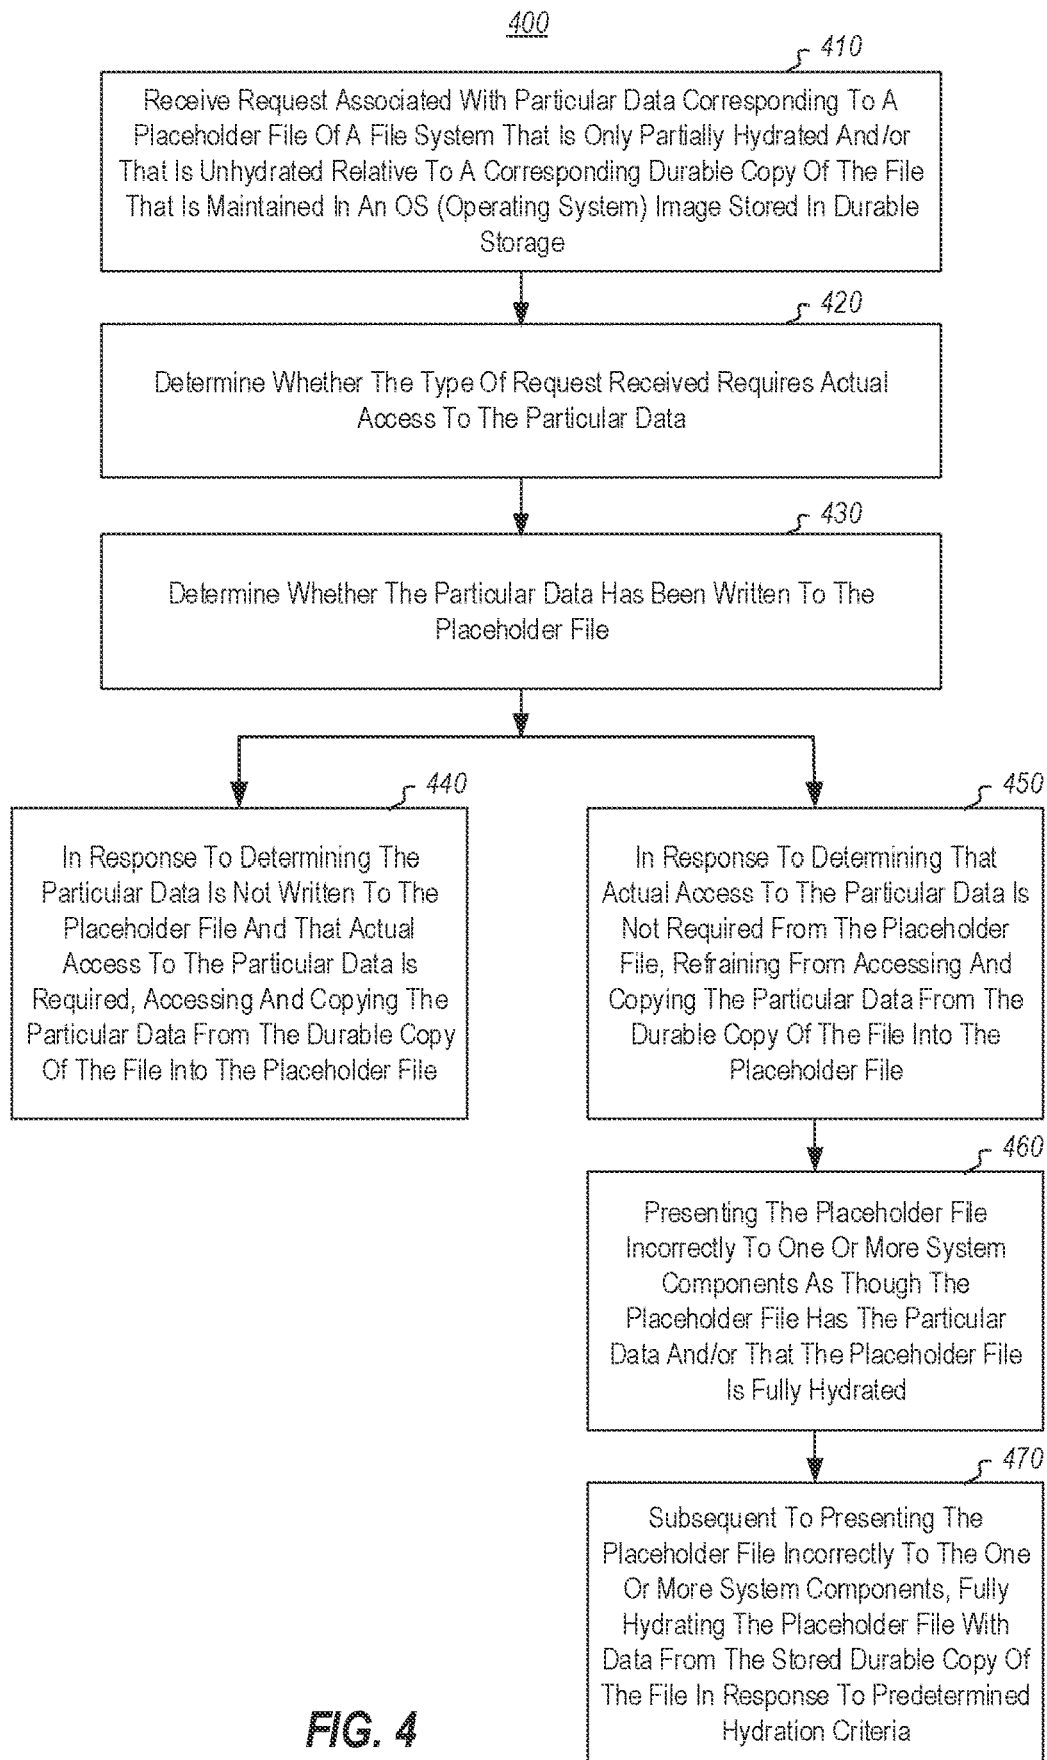 400
410
Receive Request Associated With Particular Data Corresponding To A
Placeholder File Of A File System That Is Only Partially Hydrated And/or
That Is Unhydrated Relative To A Corresponding Durable Copy Of The File
That Is Maintained In An OS (Operating System) Image Stored In Durable
Storage
420
Determine Whether The Type Of Request Received Requires Actual
Access To The Particular Data
430
Determine Whether The Particular Data Has Been Written To The
Placeholder File
440
In Response To Determining The
Particular Data Is Not Written To The
Placeholder File And That Actual
Access To The Particular Data Is
Required, Accessing And Copying The
Particular Data From The Durable Copy
Of The File Into The Placeholder File
450
In Response To Determining That
Actual Access To The Particular Data Is
Not Required From The Placeholder
File, Refraining From Accessing And
Copying The Particular Data From The
Durable Copy Of The File Into The
Placeholder File
460
Presenting The Placeholder File
Incorrectly To One Or More System
Components As Though The
Placeholder File Has The Particular
Data And/or That The Placeholder File
Is Fully Hydrated
470
Subsequent To Presenting The
Placeholder File Incorrectly To The One
Or More System Components, Fully
Hydrating The Placeholder File With
Data From The Stored Durable Copy Of
The File In Response To Predetermined
Hydration Criteria
FIG. 4